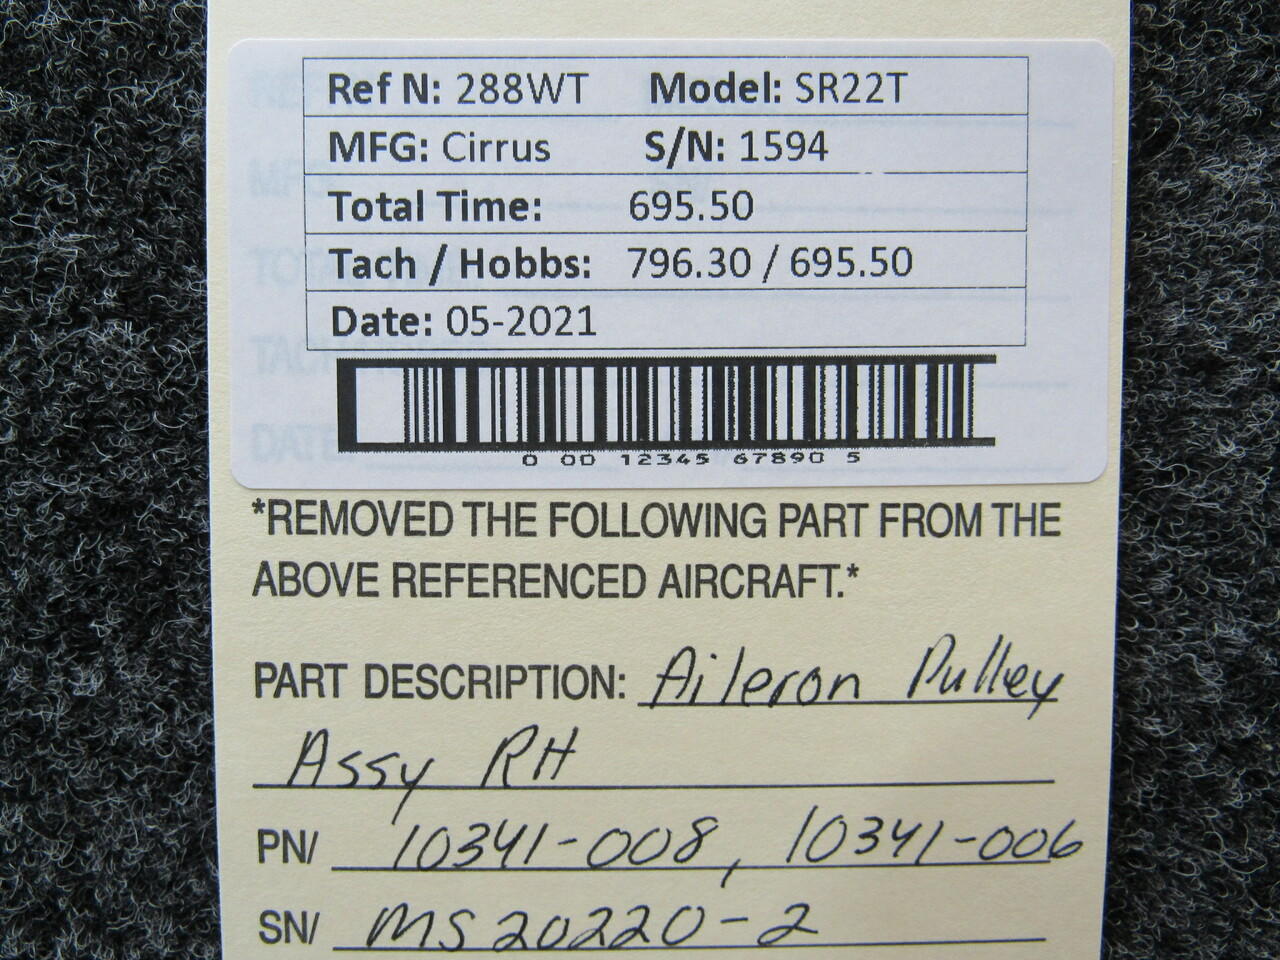 Ref N: 288WT Model: SR22T
MFG: Cirrus S/N: 1594
Total Time: 695.50
Tach / Hobbs: 796.30 / 695.50
Date: 05-2021
0 00 12345 67890 5
*REMOVED THE FOLLOWING PART FROM THE
ABOVE REFERENCED AIRCRAFT.*
PART DESCRIPTION: Aileron Pulley
Assy RH
PN/ 10341-008, 10341-006
SN/ MS20220-2